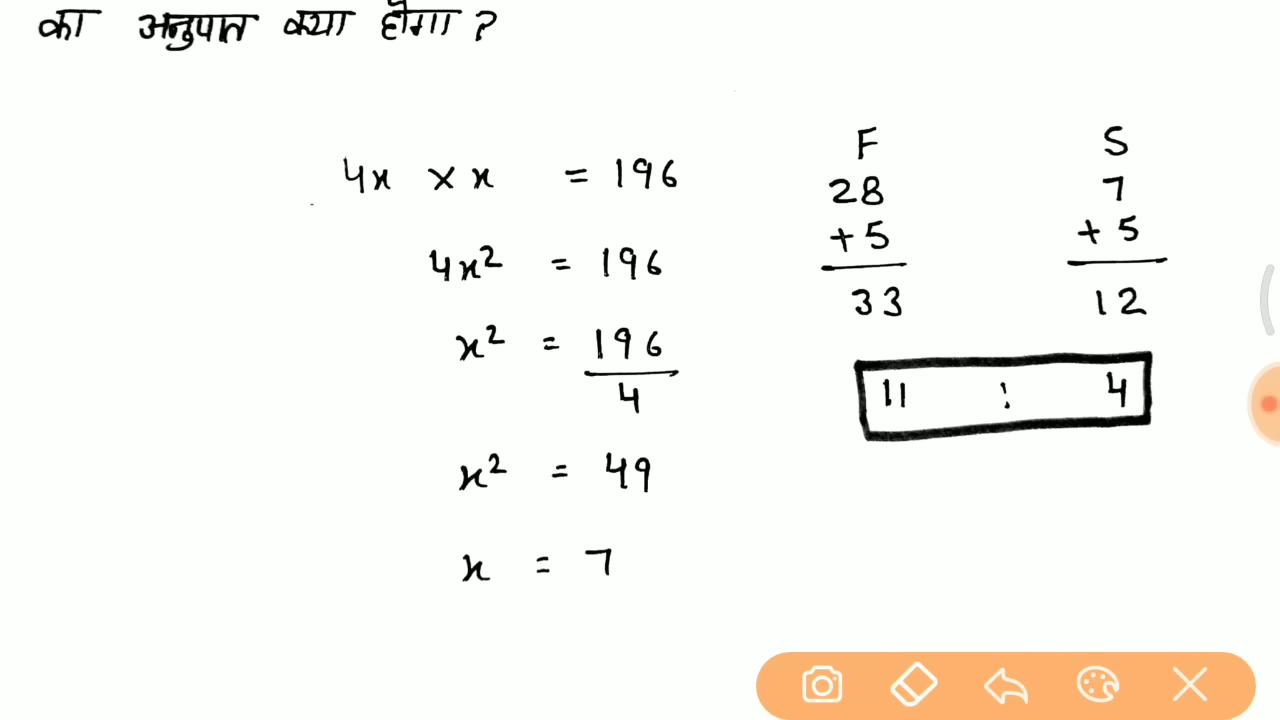 का अनुपात क्या होगा ?
4x × x = 196
4x² = 196
x² = 196/4
x² = 49
x = 7
F S
28 7
+5 +5
33 12
11 : 4